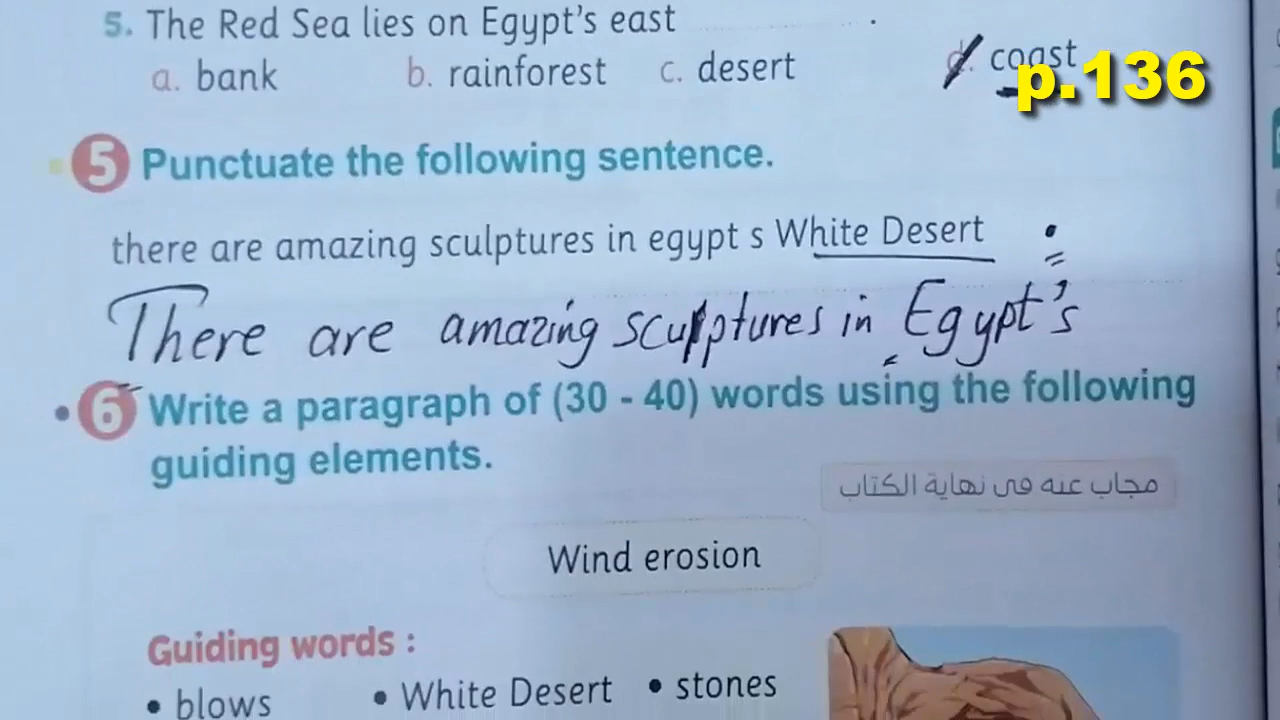 5. The Red Sea lies on Egypt's east .
a. bank b. rainforest c. desert d. coast
p.136
5 Punctuate the following sentence.
there are amazing sculptures in egypt s White Desert .
There are amazing sculptures in Egypt's
6 Write a paragraph of (30 - 40) words using the following
guiding elements.
مجاب عنه فى نهاية الكتاب
Wind erosion
Guiding words :
• blows • White Desert • stones